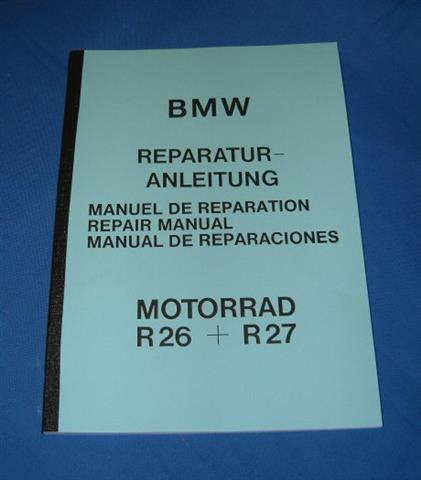 BMW
REPARATUR-
ANLEITUNG
MANUEL DE REPARATION
REPAIR MANUAL
MANUAL DE REPARACIONES
MOTORRAD
R26 + R27